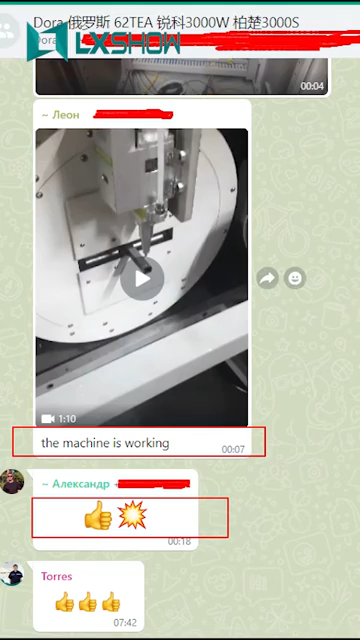 Dora 俄罗斯 62TEA 锐科3000W 柏楚3000S
Dora
LXSHOW
00:04
~ Леон
1:10
the machine is working
00:07
~ Александр
00:18
Torres
07:42